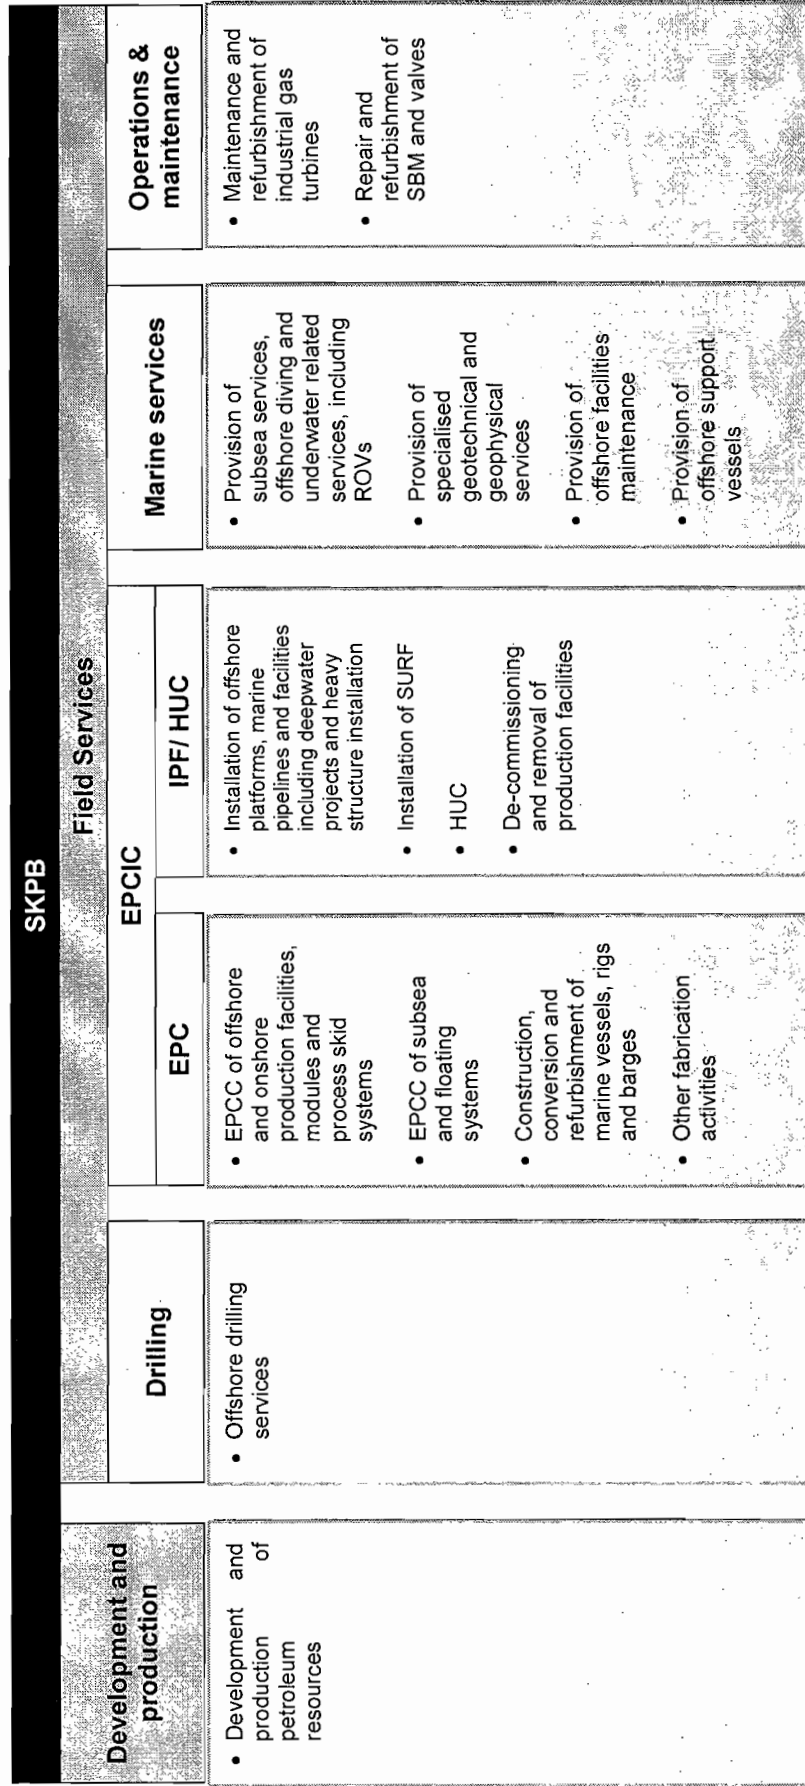 SKPB
Development and
production
• Development and
production of
petroleum
resources
Field Services
Drilling
• Offshore drilling
services
EPCIC
EPC
• EPCC of offshore
and onshore
production facilities,
modules and
process skid
systems
• EPCC of subsea
and floating
systems
• Construction,
conversion and
refurbishment of
marine vessels, rigs
and barges
• Other fabrication
activities
IPF/ HUC
• Installation of offshore
platforms, marine
pipelines and facilities
including deepwater
projects and heavy
structure installation
• Installation of SURF
• HUC
• De-commissioning
and removal of
production facilities
Marine services
• Provision of
subsea services,
offshore diving and
underwater related
services, including
ROVs
• Provision of
specialised
geotechnical and
geophysical
services
• Provision of
offshore facilities
maintenance
• Provision of
offshore support
vessels
Operations &
maintenance
• Maintenance and
refurbishment of
industrial gas
turbines
• Repair and
refurbishment of
SBM and valves